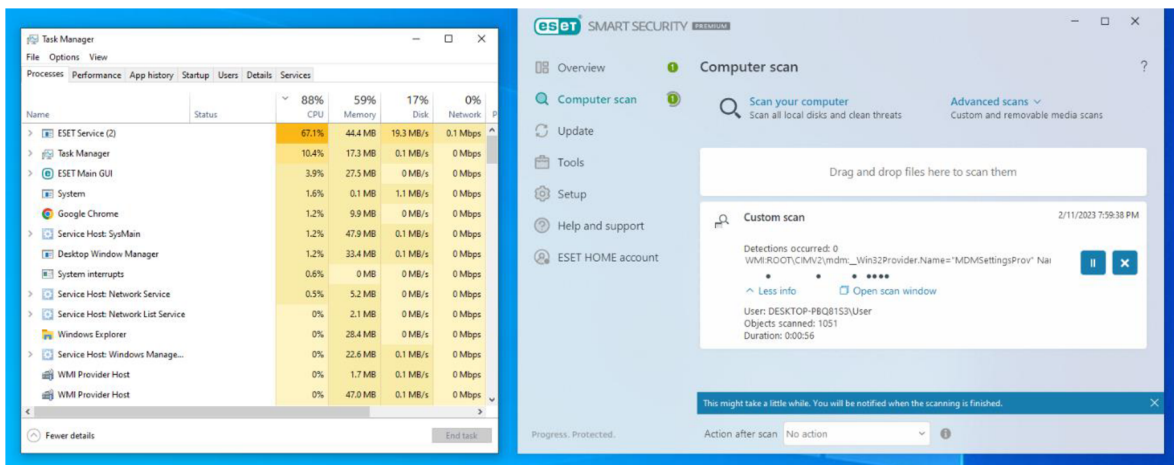 Task Manager
File Options View
Processes Performance App history Startup Users Details Services
88% 59% 17% 0%
Name Status CPU Memory Disk Network P
ESET Service (2) 67.1% 44.4 MB 19.3 MB/s 0.1 Mbps
Task Manager 10.4% 17.3 MB 0.1 MB/s 0 Mbps
ESET Main GUI 3.9% 27.5 MB 0 MB/s 0 Mbps
System 1.6% 0.1 MB 1.1 MB/s 0 Mbps
Google Chrome 1.2% 9.9 MB 0 MB/s 0 Mbps
Service Host: SysMain 1.2% 47.9 MB 0.1 MB/s 0 Mbps
Desktop Window Manager 1.2% 33.4 MB 0.1 MB/s 0 Mbps
System interrupts 0.6% 0 MB 0 MB/s 0 Mbps
Service Host: Network Service 0.5% 5.2 MB 0 MB/s 0 Mbps
Service Host: Network List Service 0% 2.1 MB 0 MB/s 0 Mbps
Windows Explorer 0% 28.4 MB 0 MB/s 0 Mbps
Service Host: Windows Manage... 0% 22.6 MB 0.1 MB/s 0 Mbps
WMI Provider Host 0% 1.7 MB 0.1 MB/s 0 Mbps
WMI Provider Host 0% 47.0 MB 0.1 MB/s 0 Mbps
Fewer details
End task
eset SMART SECURITY PREMIUM
Overview 1
Computer scan 1
Update
Tools
Setup
Help and support
ESET HOME account
Progress. Protected.
Computer scan ?
Scan your computer
Scan all local disks and clean threats
Advanced scans
Custom and removable media scans
Drag and drop files here to scan them
Custom scan 2/11/2023 7:59:38 PM
Detections occurred: 0
WMI:ROOT\CIMV2\mdm:__Win32Provider.Name="MDMSettingsProv" Nai
Less info Open scan window
User: DESKTOP-PBQ81S3\User
Objects scanned: 1051
Duration: 0:00:56
This might take a little while. You will be notified when the scanning is finished.
Action after scan No action